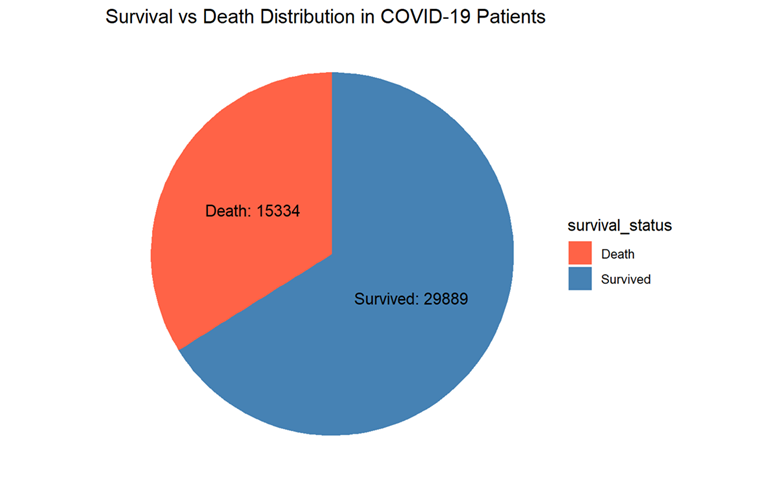 Survival vs Death Distribution in COVID-19 Patients
Death: 15334
Survived: 29889
survival_status
Death
Survived